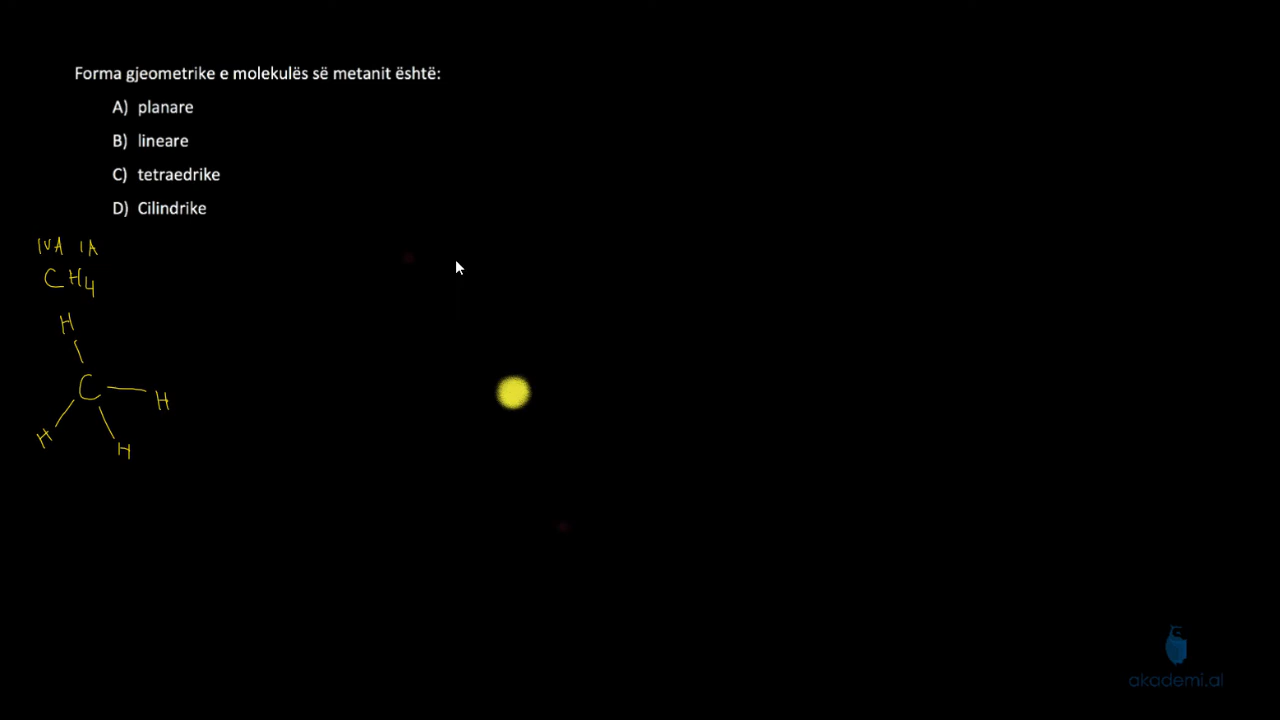 Forma gjeometrike e molekulës së metanit është:
A) planare
B) lineare
C) tetraedrike
D) Cilindrike
IVA IA
CH4
H
C
H
H
H
akademi.al